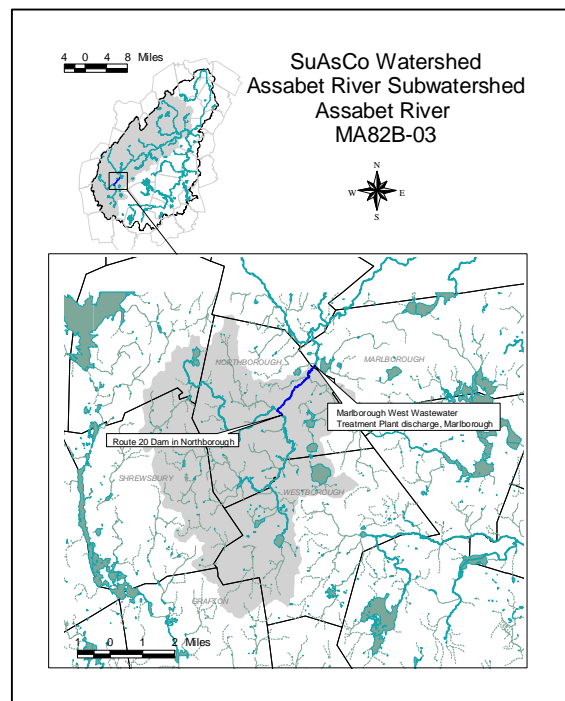 4 0 4 8 Miles
SuAsCo Watershed
Assabet River Subwatershed
Assabet River
MA82B-03
N
W E
S
NORTHBOROUGH
MARLBOROUGH
Marlborough West Wastewater
Treatment Plant discharge, Marlborough
Route 20 Dam in Northborough
SHREWSBURY
WESTBOROUGH
GRAFTON
1 0 1 2 Miles